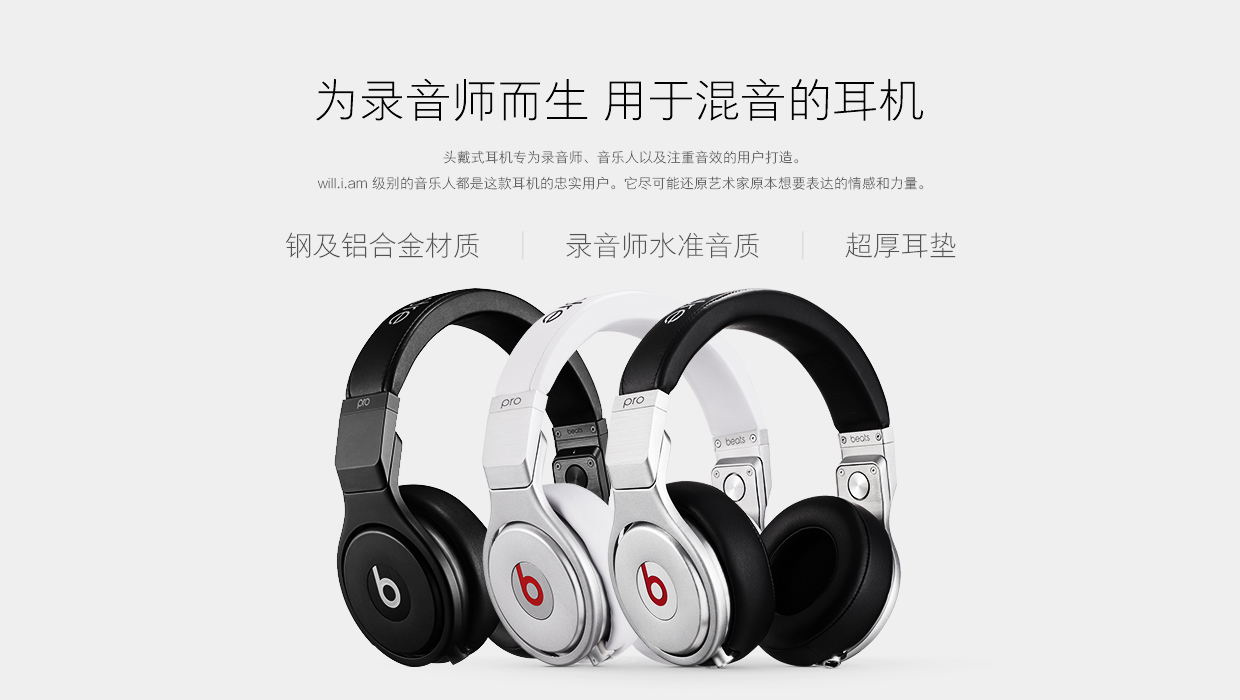 为录音师而生 用于混音的耳机
头戴式耳机专为录音师、音乐人以及注重音效的用户打造。
will.i.am 级别的音乐人都是这款耳机的忠实用户。它尽可能还原艺术家原本想要表达的情感和力量。
钢及铝合金材质 录音师水准音质 超厚耳垫
pro pro pro
beats beats beats
b b b